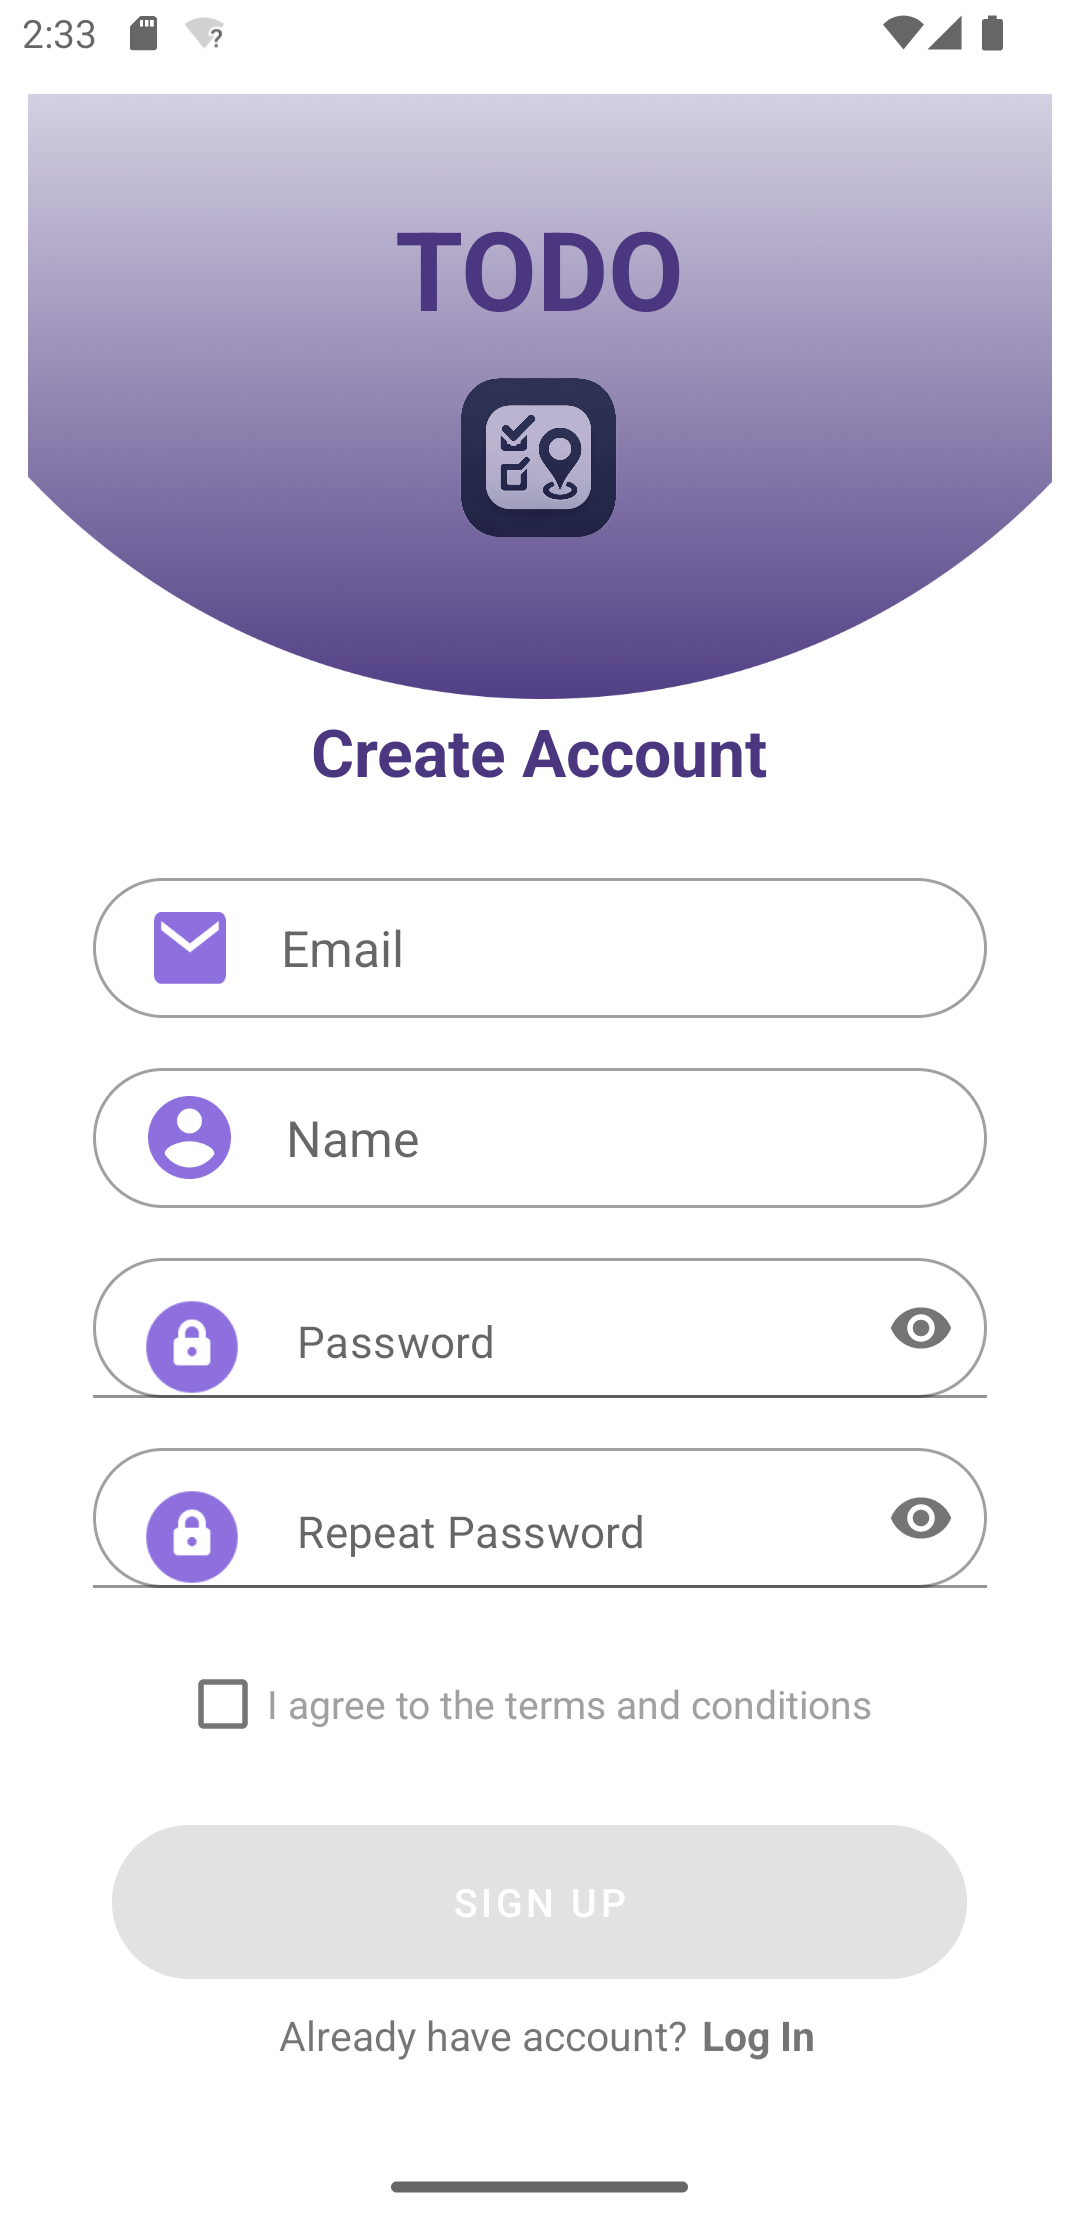 2:33
TODO
Create Account
Email
Name
Password
Repeat Password
I agree to the terms and conditions
SIGN UP
Already have account? Log In